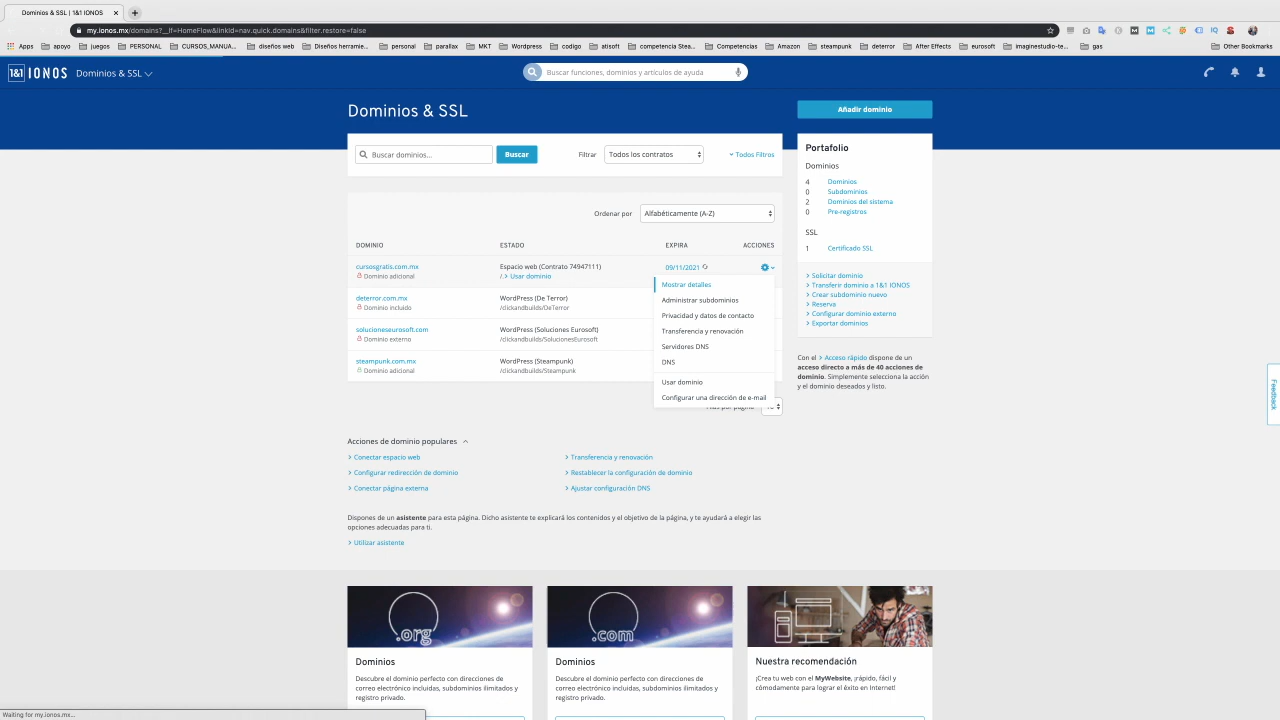 Dominios & SSL | 1&1 IONOS
my.ionos.mx/domains?__lf=HomeFlow&linkId=nav.quick.domains&filter.restore=false
Apps apoyo juegos PERSONAL CURSOS_MANUA... diseños web Diseños herramie... personal parallax MKT Wordpress codigo atisoft competencia Stea... Competencias Amazon steampunk deterror After Effects eurosoft imaginestudio-te... gas Other Bookmarks
1&1 IONOS Dominios & SSL
Buscar funciones, dominios y artículos de ayuda
Dominios & SSL
Añadir dominio
Buscar dominios...
Buscar
Filtrar
Todos los contratos
Todos Filtros
Ordenar por
Alfabéticamente (A-Z)
DOMINIO ESTADO EXPIRA ACCIONES
cursosgratis.com.mx Espacio web (Contrato 74947111) 09/11/2021
Dominio adicional /. > Usar dominio
deterror.com.mx WordPress (De Terror)
Dominio incluido /clickandbuilds/DeTerror
solucioneseurosoft.com WordPress (Soluciones Eurosoft)
Dominio externo /clickandbuilds/SolucionesEurosoft
steampunk.com.mx WordPress (Steampunk)
Dominio adicional /clickandbuilds/Steampunk
Mostrar detalles
Administrar subdominios
Privacidad y datos de contacto
Transferencia y renovación
Servidores DNS
DNS
Usar dominio
Configurar una dirección de e-mail
Portafolio
Dominios
4 Dominios
0 Subdominios
2 Dominios del sistema
0 Pre-registros
SSL
1 Certificado SSL
> Solicitar dominio
> Transferir dominio a 1&1 IONOS
> Crear subdominio nuevo
> Reserva
> Configurar dominio externo
> Exportar dominios
Con el > Acceso rápido dispone de un
acceso directo a más de 40 acciones de
dominio. Simplemente selecciona la acción
y el dominio deseados y listo.
Feedback
Acciones de dominio populares
> Conectar espacio web
> Configurar redirección de dominio
> Conectar página externa
> Transferencia y renovación
> Restablecer la configuración de dominio
> Ajustar configuración DNS
Dispones de un asistente para esta página. Dicho asistente te explicará los contenidos y el objetivo de la página, y te ayudará a elegir las
opciones adecuadas para ti.
> Utilizar asistente
.org
Dominios
Descubre el dominio perfecto con direcciones de
correo electrónico incluidas, subdominios ilimitados y
registro privado.
.com
Dominios
Descubre el dominio perfecto con direcciones de
correo electrónico incluidas, subdominios ilimitados y
registro privado.
Nuestra recomendación
¡Crea tu web con el MyWebsite, ¡rápido, fácil y
cómodamente para lograr el éxito en Internet!
Waiting for my.ionos.mx...